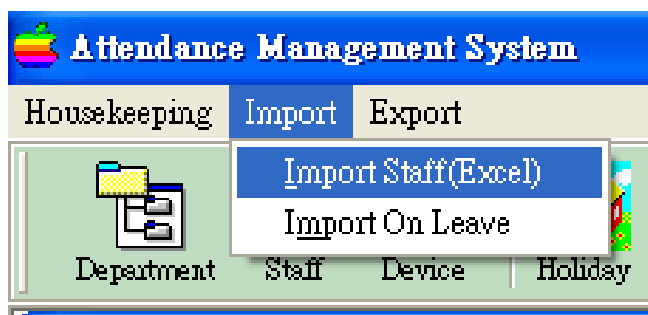 Attendance Management System
Housekeeping Import Export
Import Staff(Excel)
Import On Leave
Department Staff Device Holiday